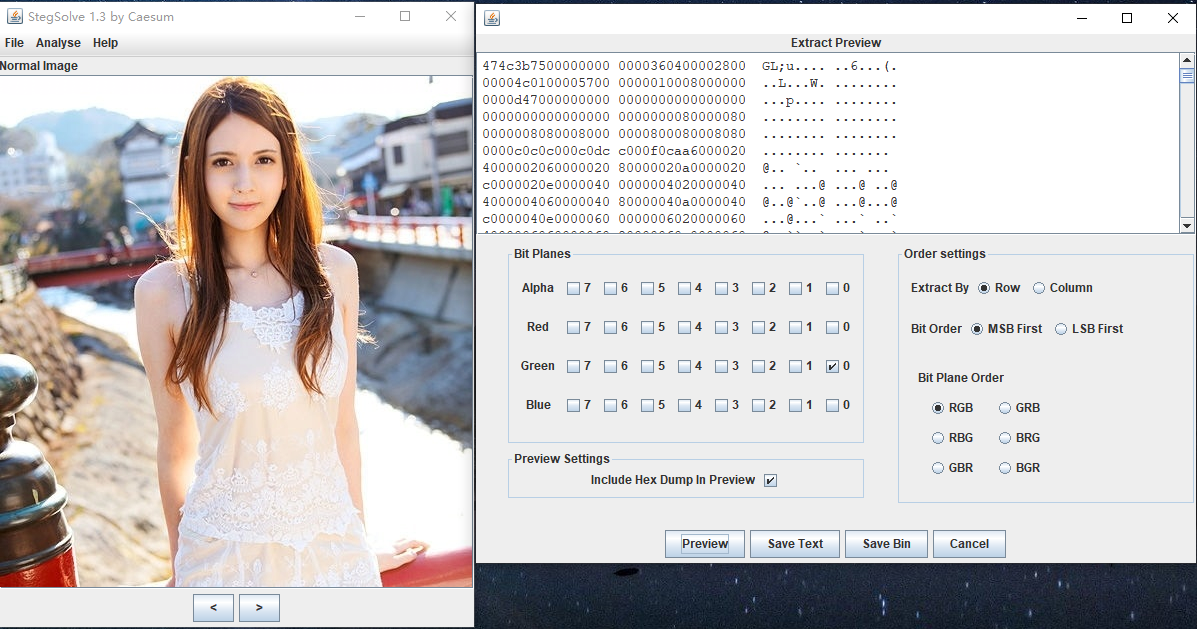 StegSolve 1.3 by Caesum
File Analyse Help
Normal Image
< >
Extract Preview
474c3b7500000000 0000360400002800 GL;u.... ..6...(.
00004c0100005700 0000010008000000 ..L...W. ........
0000d47000000000 0000000000000000 ...p.... ........
0000000000000000 0000000080000080 ........ ........
0000008080008000 0000800080008080 ........ ........
0000c0c0c000c0dc c000f0caa6000020 ........ .......
4000002060000020 80000020a0000020 @.. `.. ... ...
c0000020e0000040 0000004020000040 ... ...@ ...@ ..@
4000004060000040 80000040a0000040 @..@`..@ ...@...@
c0000040e0000060 0000006020000060 ...@...` ...` ..`
Bit Planes
Alpha 7 6 5 4 3 2 1 0
Red 7 6 5 4 3 2 1 0
Green 7 6 5 4 3 2 1 0
Blue 7 6 5 4 3 2 1 0
Preview Settings
Include Hex Dump In Preview
Order settings
Extract By Row Column
Bit Order MSB First LSB First
Bit Plane Order
RGB GRB
RBG BRG
GBR BGR
Preview Save Text Save Bin Cancel